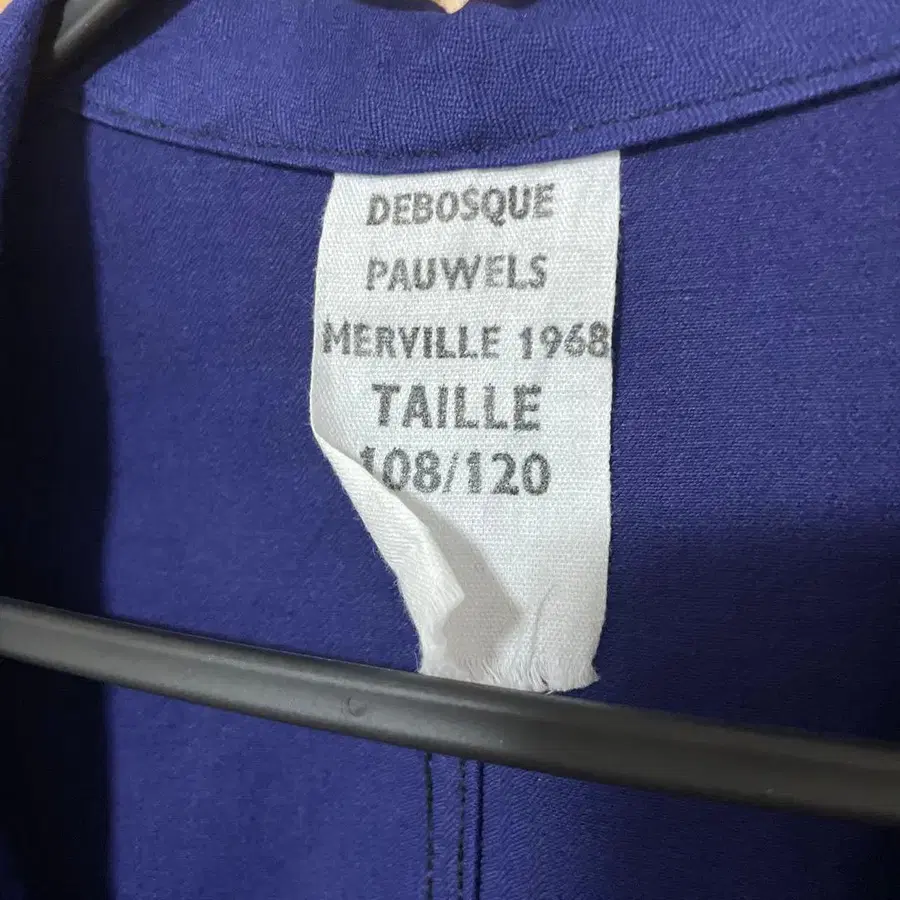 DEBOSQUE
PAUWELS
MERVILLE 1968
TAILLE
108/120